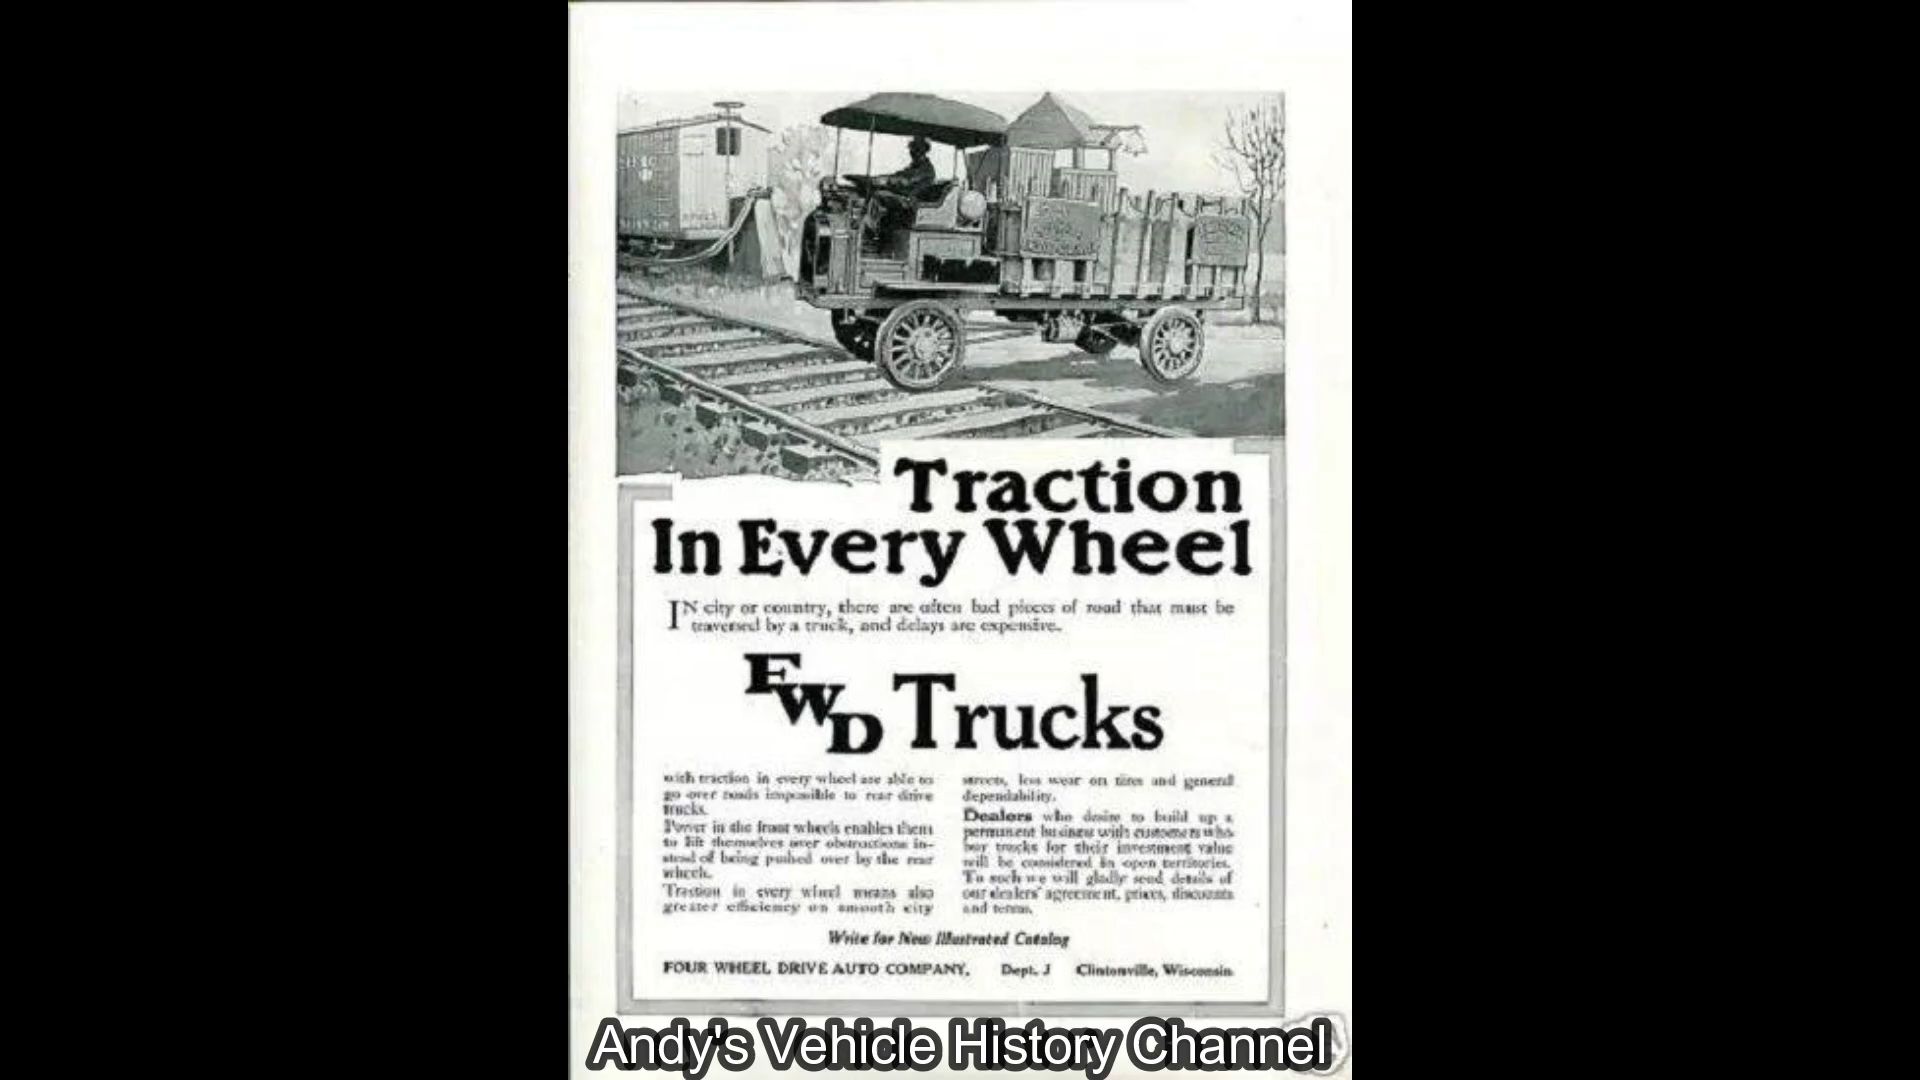 Traction
In Every Wheel
IN city or country, there are often bad pieces of road that must be
traversed by a truck, and delays are expensive.
FWD Trucks
with traction in every wheel are able to
go over roads impossible to rear drive
trucks.
Power in the front wheels enables them
to lift themselves over obstructions in-
stead of being pushed over by the rear
wheels.
Traction in every wheel means also
greater efficiency on smooth city
streets, less wear on tires and general
dependability.
Dealers who desire to build up a
permanent business with customers who
buy trucks for their investment value
will be considered in open territories.
To such we will gladly send details of
our dealers' agreement, prices, discounts
and terms.
Write for New Illustrated Catalog
FOUR WHEEL DRIVE AUTO COMPANY, Dept. J Clintonville, Wisconsin
Andy's Vehicle History Channel